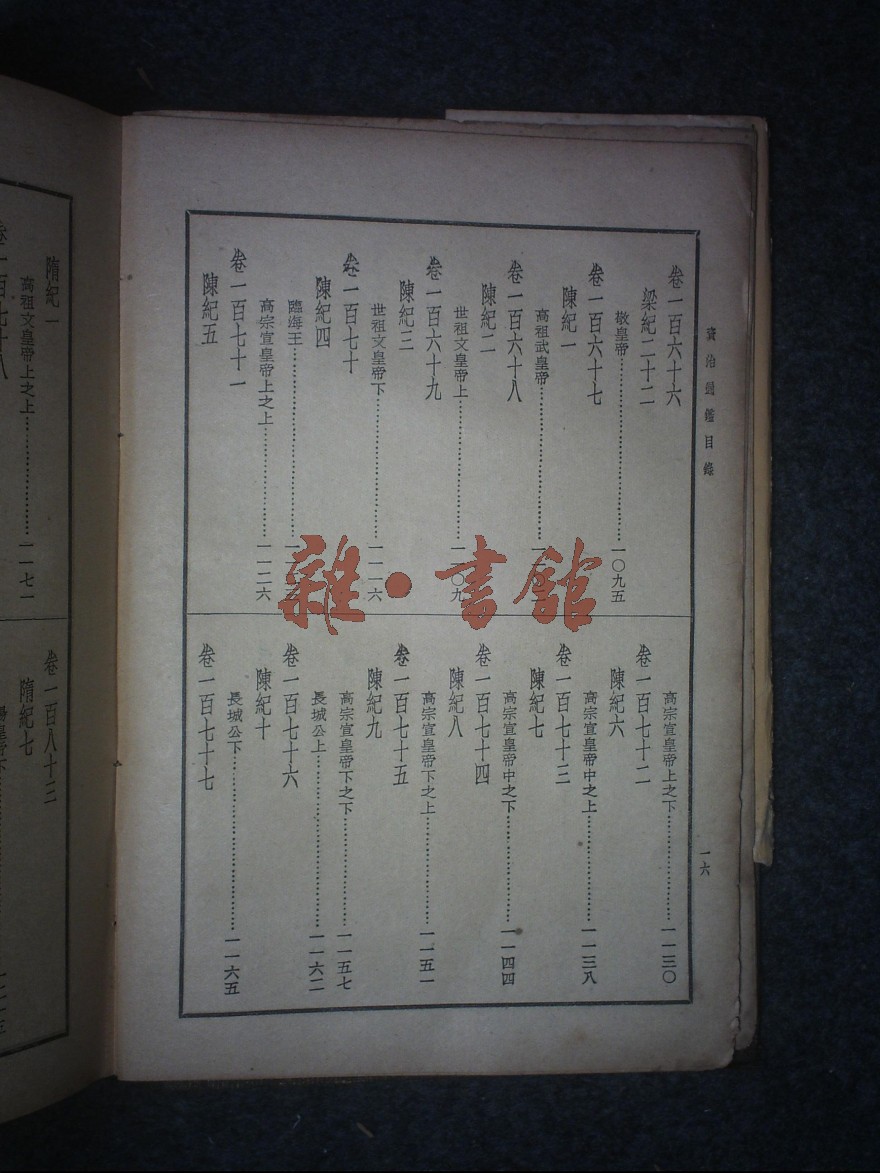 資治通鑑目錄
一六
卷一百六十六
梁紀二十二
敬皇帝……………………一〇九五
卷一百六十七
陳紀一
高祖武皇帝……………………
卷一百六十八
陳紀二
世祖文皇帝上……………………〇九
卷一百六十九
陳紀三
世祖文皇帝下……………………一一一六
卷一百七十
陳紀四
臨海王……………………
高宗宣皇帝上之上……………………一一二六
卷一百七十一
陳紀五
高宗宣皇帝上之下……………………一一三〇
卷一百七十二
陳紀六
高宗宣皇帝中之上……………………一一三八
卷一百七十三
陳紀七
高宗宣皇帝中之下……………………一一四四
卷一百七十四
陳紀八
高宗宣皇帝下之上……………………一一五一
卷一百七十五
陳紀九
高宗宣皇帝下之下……………………一一五七
長城公上……………………一一六二
卷一百七十六
陳紀十
長城公下……………………一一六五
卷一百七十七
隋紀一
高祖文皇帝上之上……………………一一七一
卷一百七十八
卷一百八十三
隋紀七
雜·書館